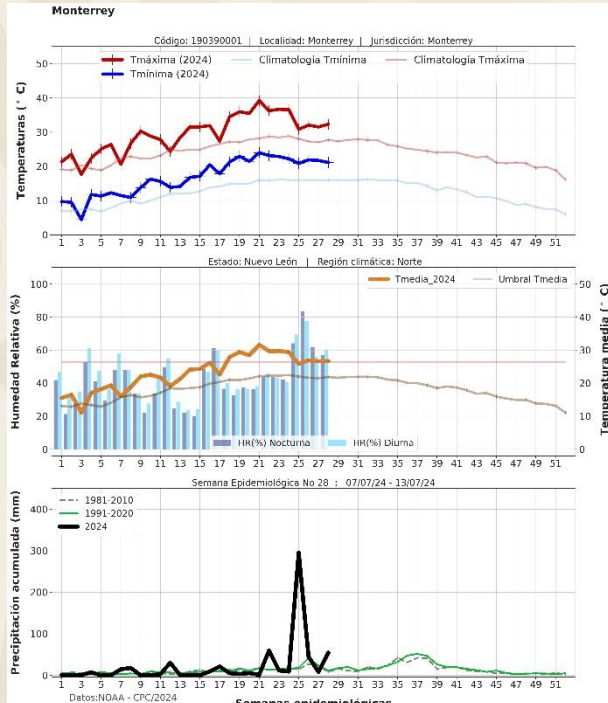 Monterrey
Código: 190390001 | Localidad: Monterrey | Jurisdicción: Monterrey
Tmáxima (2024)
Climatología Tmínima
Climatología Tmáxima
Tmínima (2024)
Temperaturas (° C)
50
40
30
20
10
0
1 3 5 7 9 11 13 15 17 19 21 23 25 27 29 31 33 35 37 39 41 43 45 47 49 51
Estado: Nuevo León | Región climática: Norte
Tmedia_2024
Umbral Tmedia
Humedad Relativa (%)
100
80
60
40
20
0
Temperatura media (° C)
50
40
30
20
10
0
HR(%) Nocturna
HR(%) Diurna
1 3 5 7 9 11 13 15 17 19 21 23 25 27 29 31 33 35 37 39 41 43 45 47 49 51
Semana Epidemiológica No 28 : 07/07/24 - 13/07/24
1981-2010
1991-2020
2024
Precipitación acumulada (mm)
400
300
200
100
0
1 3 5 7 9 11 13 15 17 19 21 23 25 27 29 31 33 35 37 39 41 43 45 47 49 51
Datos:NOAA - CPC/2024
Semanas epidemiológicas